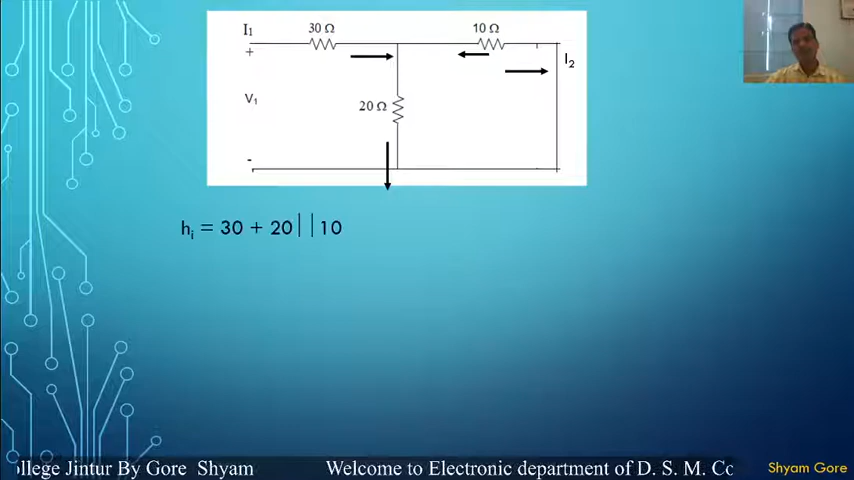 I₁ 30 Ω 10 Ω
+ I₂
V₁ 20 Ω
-
hᵢ = 30 + 20││10
ollege Jintur By Gore Shyam Welcome to Electronic department of D. S. M. Co
Shyam Gore